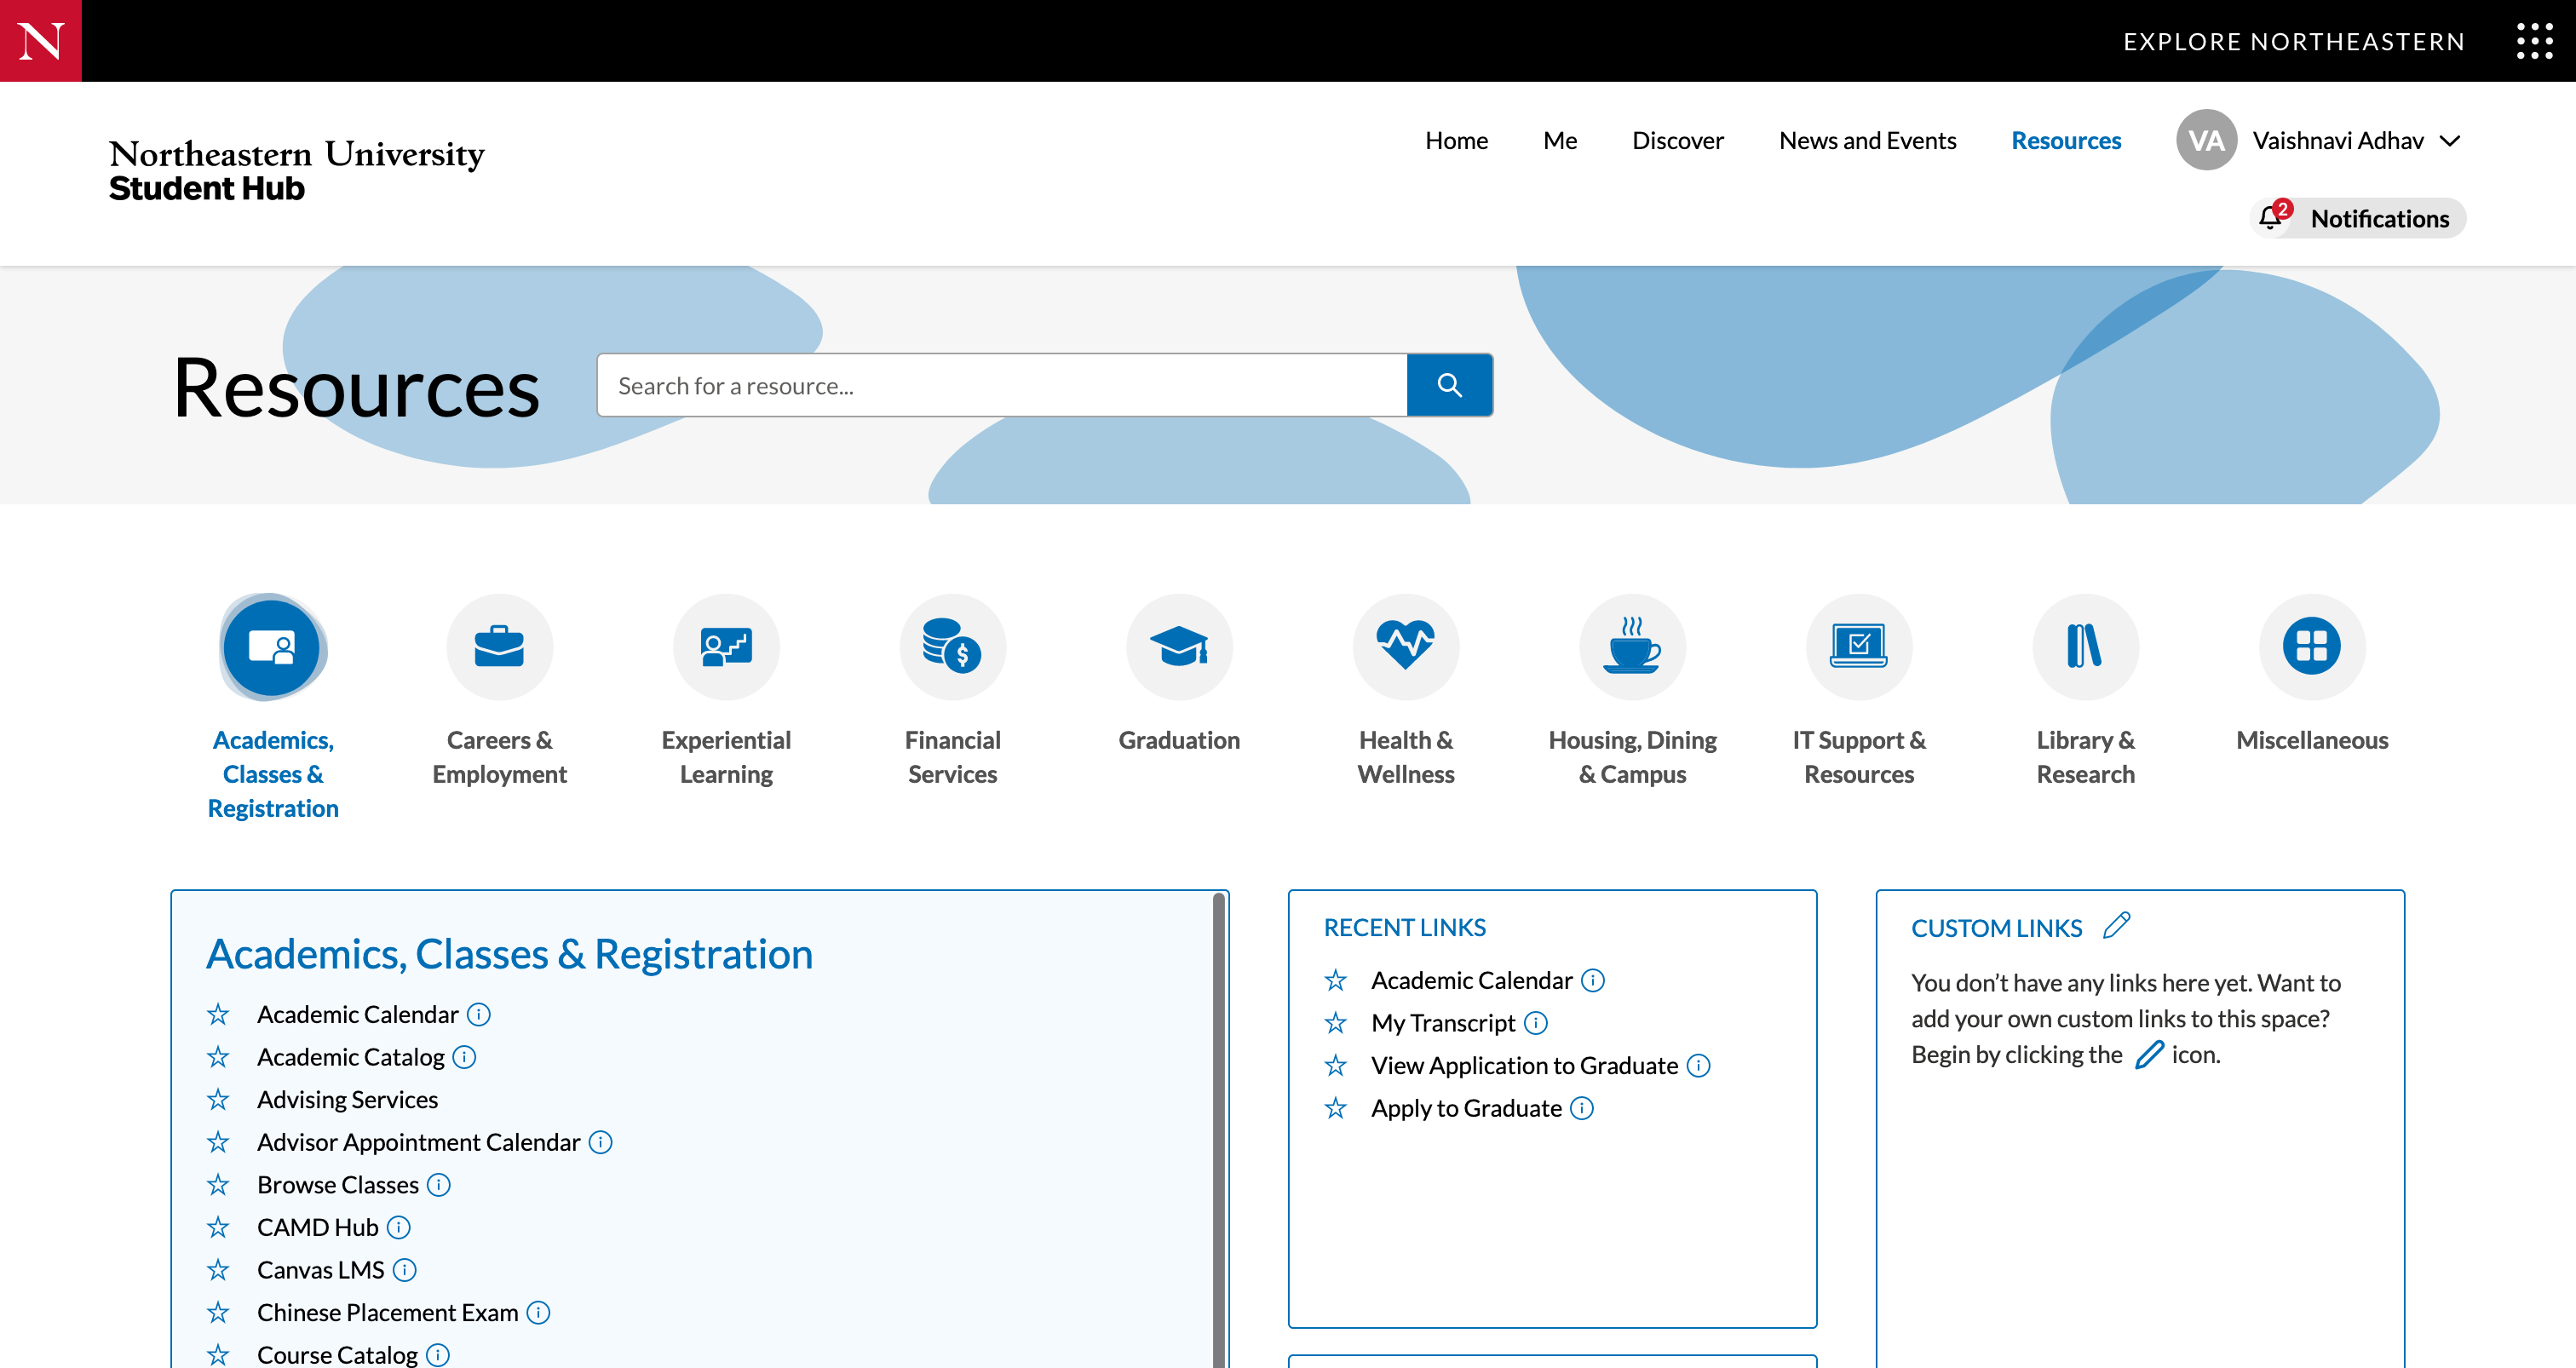 N
EXPLORE NORTHEASTERN
Northeastern University
Student Hub
Home
Me
Discover
News and Events
Resources
VA
Vaishnavi Adhav
2
Notifications
Resources
Search for a resource...
Academics,
Classes &
Registration
Careers &
Employment
Experiential
Learning
Financial
Services
Graduation
Health &
Wellness
Housing, Dining
& Campus
IT Support &
Resources
Library &
Research
Miscellaneous
Academics, Classes & Registration
Academic Calendar
Academic Catalog
Advising Services
Advisor Appointment Calendar
Browse Classes
CAMD Hub
Canvas LMS
Chinese Placement Exam
Course Catalog
RECENT LINKS
Academic Calendar
My Transcript
View Application to Graduate
Apply to Graduate
CUSTOM LINKS
You don’t have any links here yet. Want to
add your own custom links to this space?
Begin by clicking the icon.